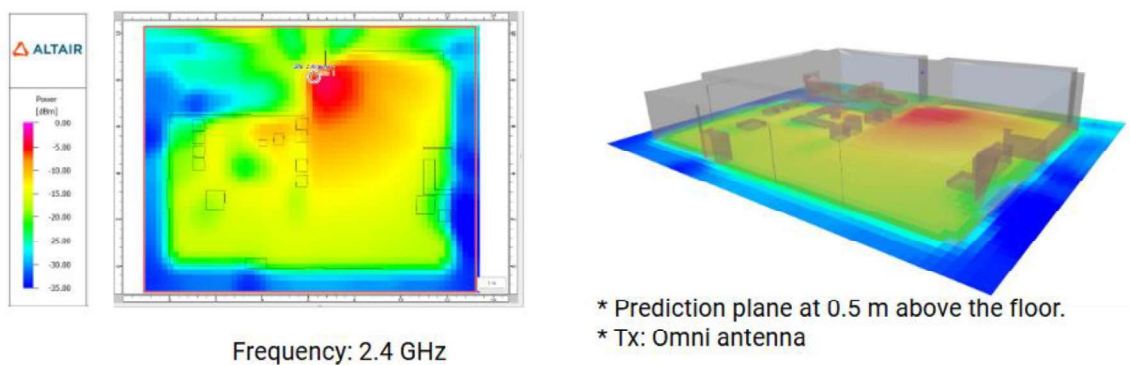 ALTAIR
Power
[dBm]
0.00
-5.00
-10.00
-15.00
-20.00
-25.00
-30.00
-35.00
Frequency: 2.4 GHz
* Prediction plane at 0.5 m above the floor.
* Tx: Omni antenna